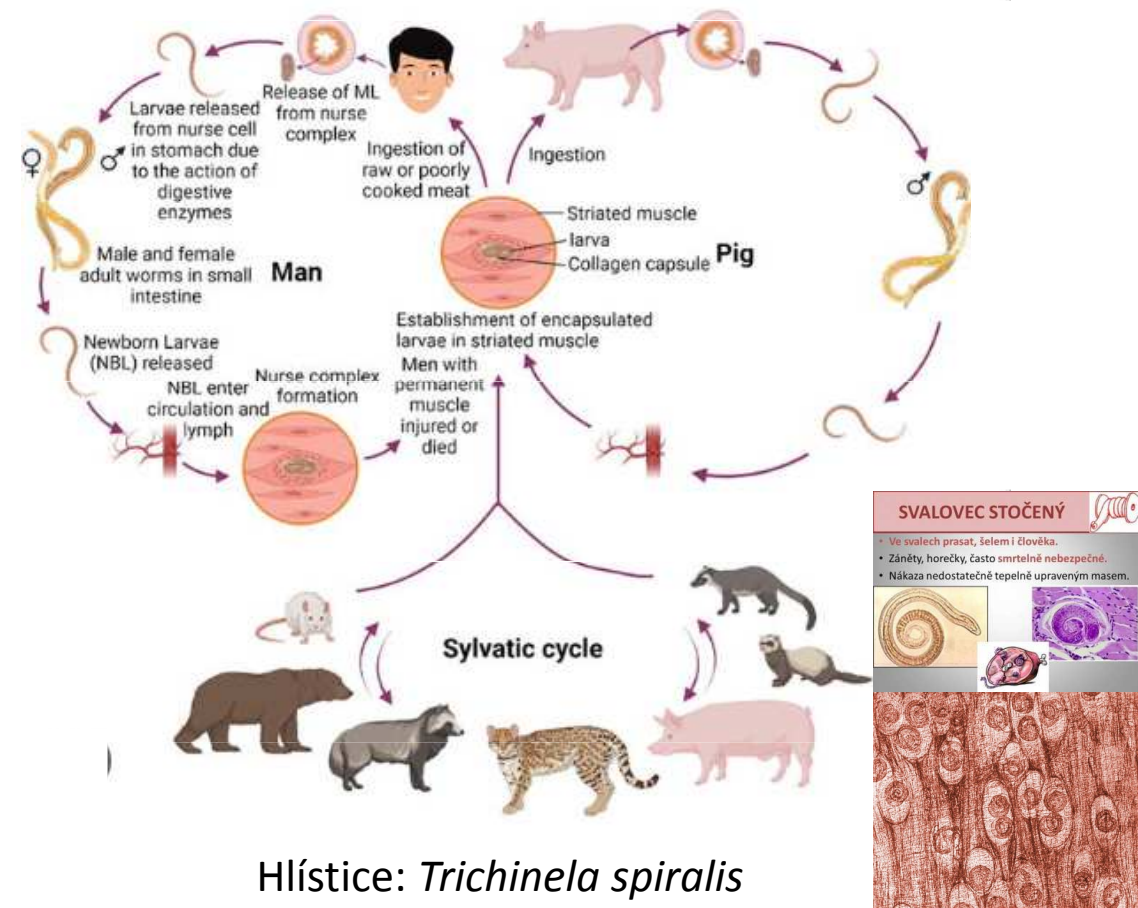 Release of ML
from nurse
complex
Larvae released
from nurse cell
in stomach due
to the action of
digestive
enzymes
♀
♂
Ingestion of
raw or poorly
cooked meat
Ingestion
♂
Striated muscle
larva
Collagen capsule
Pig
Man
Male and female
adult worms in small
intestine
Establishment of encapsulated
larvae in striated muscle
Newborn Larvae
(NBL) released
NBL enter
circulation and
lymph
Nurse complex
formation
Men with
permanent
muscle
injured or
died
Sylvatic cycle
SVALOVEC STOČENÝ
• Ve svalech prasat, šelem i člověka.
• Záněty, horečky, často smrtelně nebezpečné.
• Nákaza nedostatečně tepelně upraveným masem.
Hlístice: Trichinela spiralis